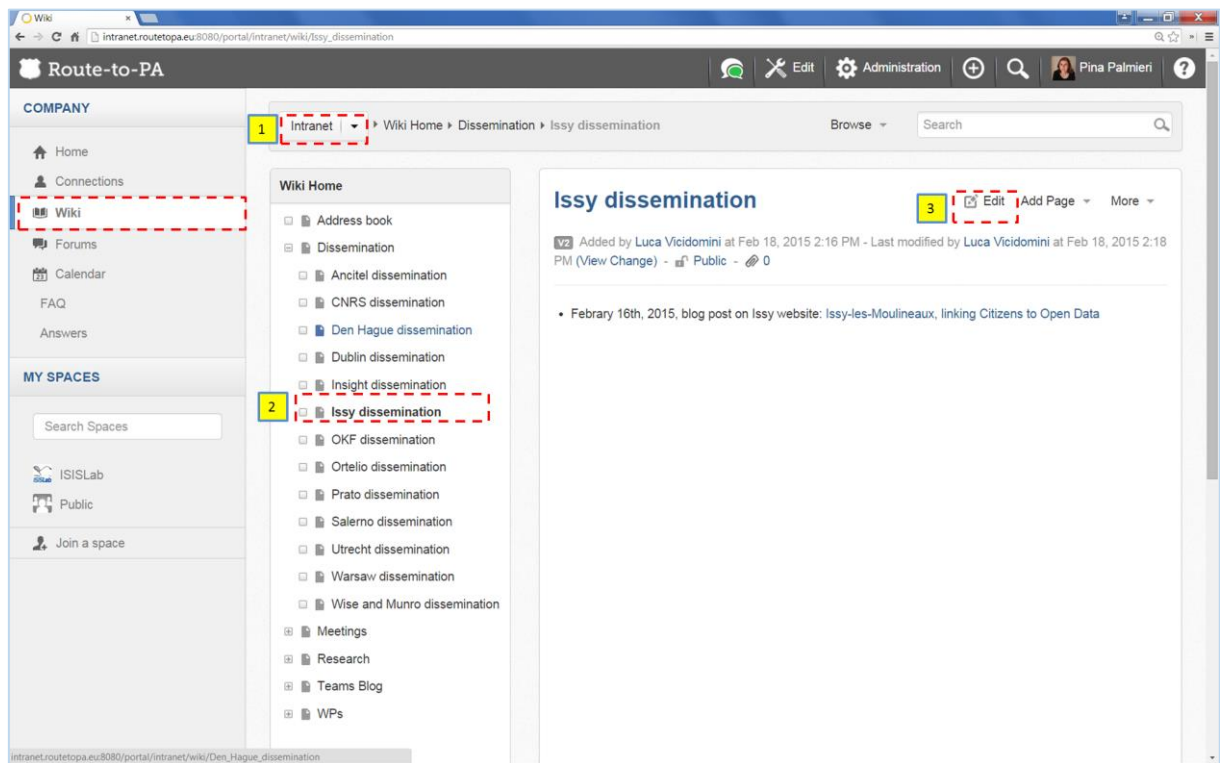 Wiki
intranet.routetopa.eu:8080/portal/intranet/wiki/Issy_dissemination
Route-to-PA
Edit
Administration
Pina Palmieri
?
COMPANY
Home
Connections
Wiki
Forums
Calendar
FAQ
Answers
MY SPACES
Search Spaces
ISISLab
Public
Join a space
1
Intranet
Wiki Home
Dissemination
Issy dissemination
Browse
Search
Wiki Home
Address book
Dissemination
Ancitel dissemination
CNRS dissemination
Den Hague dissemination
Dublin dissemination
Insight dissemination
2
Issy dissemination
OKF dissemination
Ortelio dissemination
Prato dissemination
Salerno dissemination
Utrecht dissemination
Warsaw dissemination
Wise and Munro dissemination
Meetings
Research
Teams Blog
WPs
Issy dissemination
3
Edit
Add Page
More
V2 Added by Luca Vicidomini at Feb 18, 2015 2:16 PM - Last modified by Luca Vicidomini at Feb 18, 2015 2:18
PM (View Change) - Public - 0
• Febrary 16th, 2015, blog post on Issy website: Issy-les-Moulineaux, linking Citizens to Open Data
intranet.routetopa.eu:8080/portal/intranet/wiki/Den_Hague_dissemination